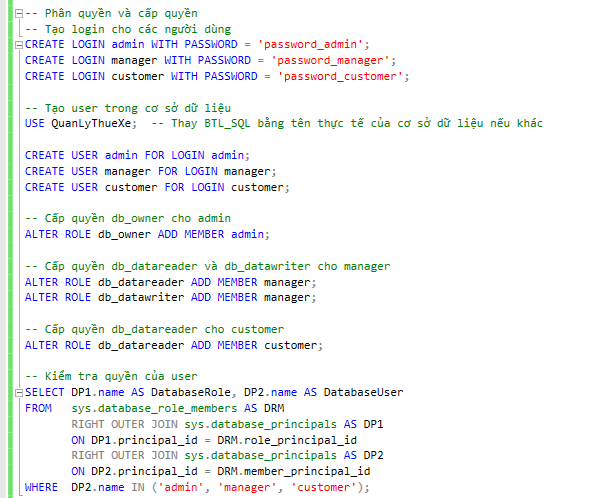 -- Phân quyền và cấp quyền
-- Tạo login cho các người dùng
CREATE LOGIN admin WITH PASSWORD = 'password_admin';
CREATE LOGIN manager WITH PASSWORD = 'password_manager';
CREATE LOGIN customer WITH PASSWORD = 'password_customer';
-- Tạo user trong cơ sở dữ liệu
USE QuanLyThueXe;  -- Thay BTL_SQL bằng tên thực tế của cơ sở dữ liệu nếu khác
CREATE USER admin FOR LOGIN admin;
CREATE USER manager FOR LOGIN manager;
CREATE USER customer FOR LOGIN customer;
-- Cấp quyền db_owner cho admin
ALTER ROLE db_owner ADD MEMBER admin;
-- Cấp quyền db_datareader và db_datawriter cho manager
ALTER ROLE db_datareader ADD MEMBER manager;
ALTER ROLE db_datawriter ADD MEMBER manager;
-- Cấp quyền db_datareader cho customer
ALTER ROLE db_datareader ADD MEMBER customer;
-- Kiểm tra quyền của user
SELECT DP1.name AS DatabaseRole, DP2.name AS DatabaseUser
FROM   sys.database_role_members AS DRM
       RIGHT OUTER JOIN sys.database_principals AS DP1
       ON DP1.principal_id = DRM.role_principal_id
       RIGHT OUTER JOIN sys.database_principals AS DP2
       ON DP2.principal_id = DRM.member_principal_id
WHERE  DP2.name IN ('admin', 'manager', 'customer');